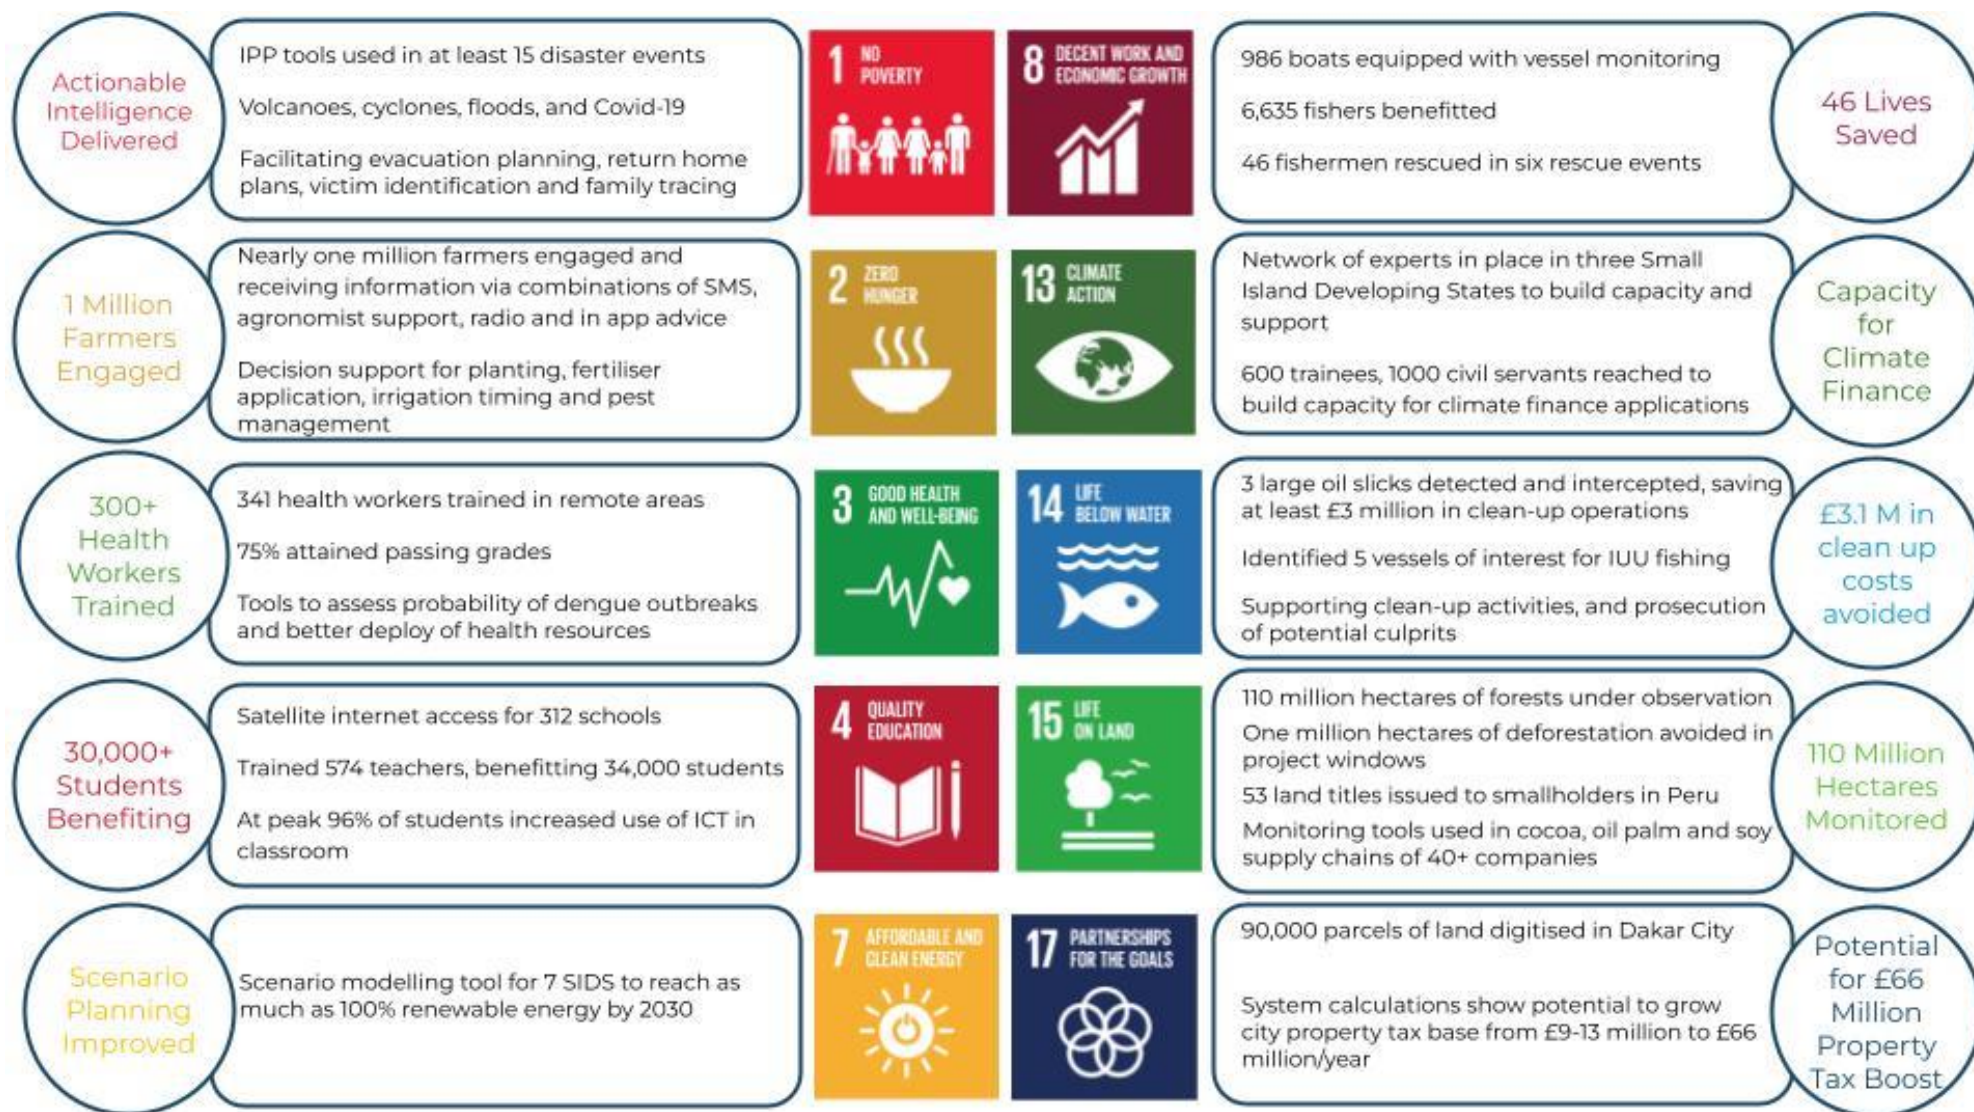 Actionable
Intelligence
Delivered
IPP tools used in at least 15 disaster events
Volcanoes, cyclones, floods, and Covid-19
Facilitating evacuation planning, return home
plans, victim identification and family tracing
1 NO
POVERTY
8 DECENT WORK AND
ECONOMIC GROWTH
986 boats equipped with vessel monitoring
6,635 fishers benefitted
46 fishermen rescued in six rescue events
46 Lives
Saved
1 Million
Farmers
Engaged
Nearly one million farmers engaged and
receiving information via combinations of SMS,
agronomist support, radio and in app advice
Decision support for planting, fertiliser
application, irrigation timing and pest
management
2 ZERO
HUNGER
13 CLIMATE
ACTION
Network of experts in place in three Small
Island Developing States to build capacity and
support
600 trainees, 1000 civil servants reached to
build capacity for climate finance applications
Capacity
for
Climate
Finance
300+
Health
Workers
Trained
341 health workers trained in remote areas
75% attained passing grades
Tools to assess probability of dengue outbreaks
and better deploy of health resources
3 GOOD HEALTH
AND WELL-BEING
14 LIFE
BELOW WATER
3 large oil slicks detected and intercepted, saving
at least £3 million in clean-up operations
Identified 5 vessels of interest for IUU fishing
Supporting clean-up activities, and prosecution
of potential culprits
£3.1 M in
clean up
costs
avoided
30,000+
Students
Benefiting
Satellite internet access for 312 schools
Trained 574 teachers, benefitting 34,000 students
At peak 96% of students increased use of ICT in
classroom
4 QUALITY
EDUCATION
15 LIFE
ON LAND
110 million hectares of forests under observation
One million hectares of deforestation avoided in
project windows
53 land titles issued to smallholders in Peru
Monitoring tools used in cocoa, oil palm and soy
supply chains of 40+ companies
110 Million
Hectares
Monitored
Scenario
Planning
Improved
Scenario modelling tool for 7 SIDS to reach as
much as 100% renewable energy by 2030
7 AFFORDABLE AND
CLEAN ENERGY
17 PARTNERSHIPS
FOR THE GOALS
90,000 parcels of land digitised in Dakar City
System calculations show potential to grow
city property tax base from £9-13 million to £66
million/year
Potential
for £66
Million
Property
Tax Boost